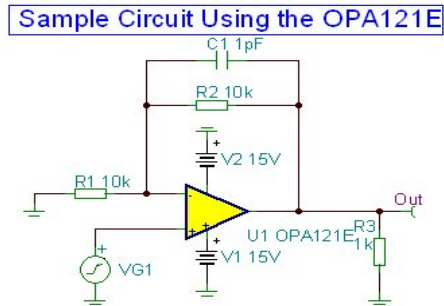 Sample Circuit Using the OPA121E
C1 1pF
R2 10k
V2 15V
R1 10k
Out
U1 OPA121E
R3 1k
V1 15V
VG1